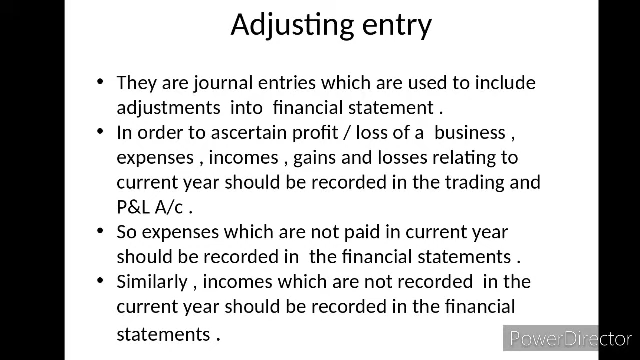 Adjusting entry
• They are journal entries which are used to include
adjustments into financial statement .
• In order to ascertain profit / loss of a business ,
expenses , incomes , gains and losses relating to
current year should be recorded in the trading and
P&L A/c .
• So expenses which are not paid in current year
should be recorded in the financial statements .
• Similarly , incomes which are not recorded in the
current year should be recorded in the financial
statements .
PowerDirector